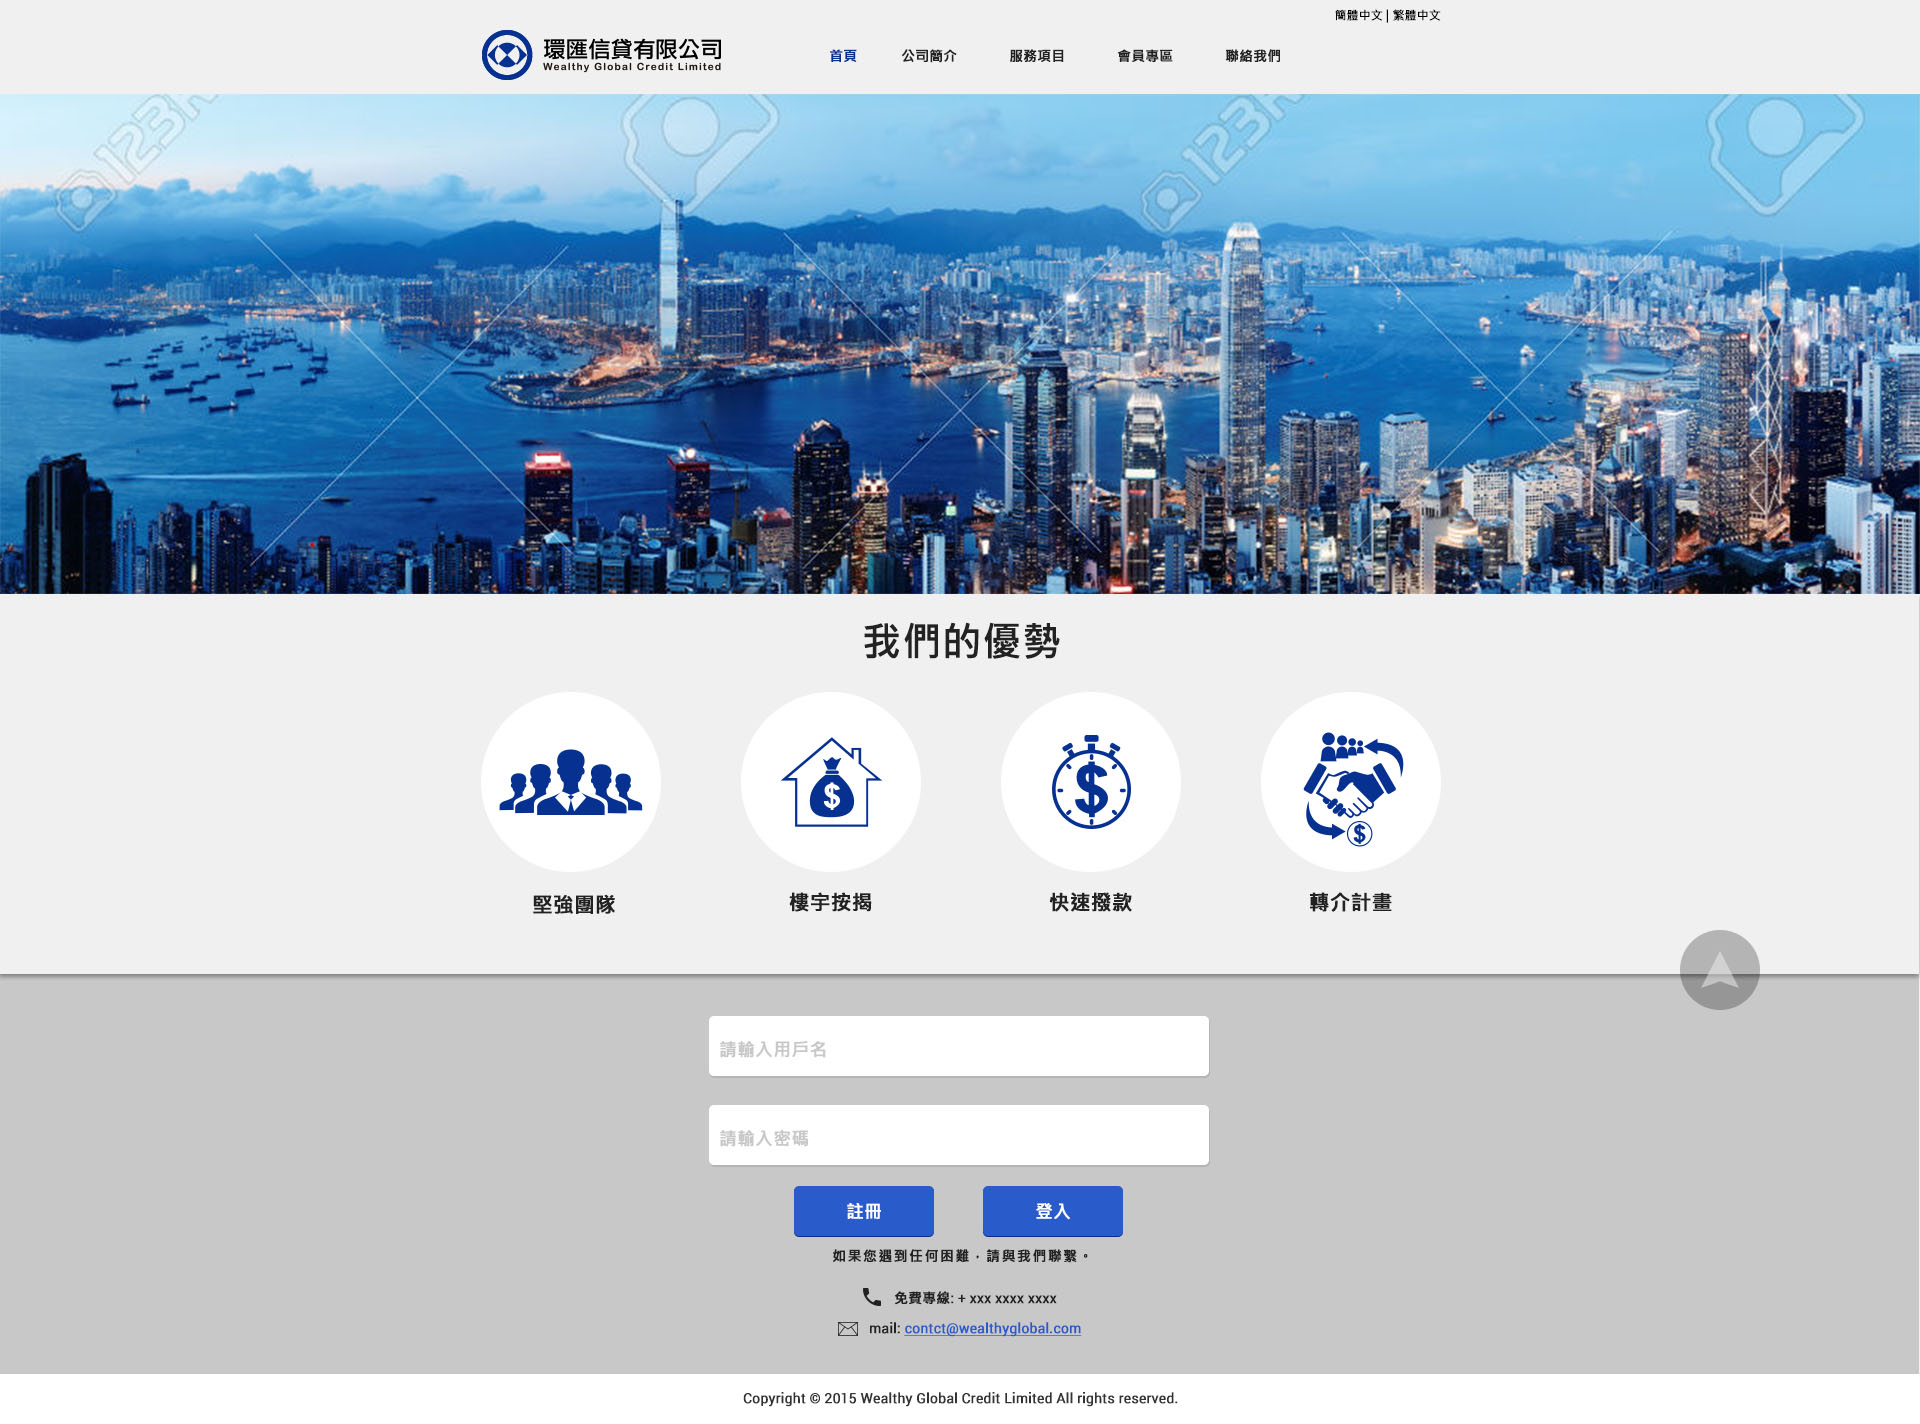 簡體中文 | 繁體中文
環匯信貸有限公司
Wealthy Global Credit Limited
首頁 公司簡介 服務項目 會員專區 聯絡我們
123R
123R
我們的優勢
堅強團隊 樓宇按揭 快速撥款 轉介計畫
請輸入用戶名
請輸入密碼
註冊 登入
如果您遇到任何困難，請與我們聯繫。
免費專線: + xxx xxxx xxxx
mail: contct@wealthyglobal.com
Copyright © 2015 Wealthy Global Credit Limited All rights reserved.